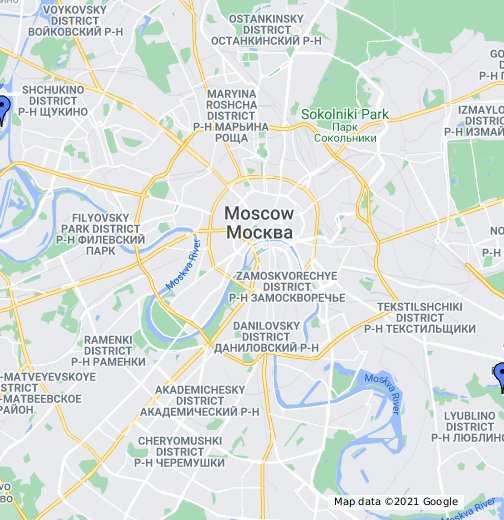 VOYKOVSKY
DISTRICT
ВОЙКОВСКИЙ Р-Н
OSTANKINSKY
DISTRICT
ОСТАНКИНСКИЙ Р-Н
SHCHUKINO
DISTRICT
Р-Н ЩУКИНО
MARYINA
ROSHCHA
DISTRICT
Р-Н МАРЬИНА
РОЩА
Sokolniki Park
Парк
Сокольники
IZMAYLO
DISTR
Р-Н ИЗМАЙ
FILYOVSKY
PARK DISTRICT
Р-Н ФИЛЕВСКИЙ
ПАРК
Moscow
Москва
Moskva River
ZAMOSKVORECHYE
DISTRICT
Р-Н ЗАМОСКВОРЕЧЬЕ
TEKSTILSHCHIKI
DISTRICT
Р-Н ТЕКСТИЛЬЩИКИ
DANILOVSKY
DISTRICT
ДАНИЛОВСКИЙ Р-Н
RAMENKI
DISTRICT
Р-Н РАМЕНКИ
O-MATVEYEVSKOYE
DISTRICT
-МАТВЕЕВСКОЕ
РАЙОН
AKADEMICHESKY
DISTRICT
АКАДЕМИЧЕСКИЙ Р-Н
Moskva River
LYUBLINO
DISTRICT
Р-Н ЛЮБЛИНО
CHERYOMUSHKI
DISTRICT
Р-Н ЧЕРЕМУШКИ
Moskva River
Map data ©2021 Google